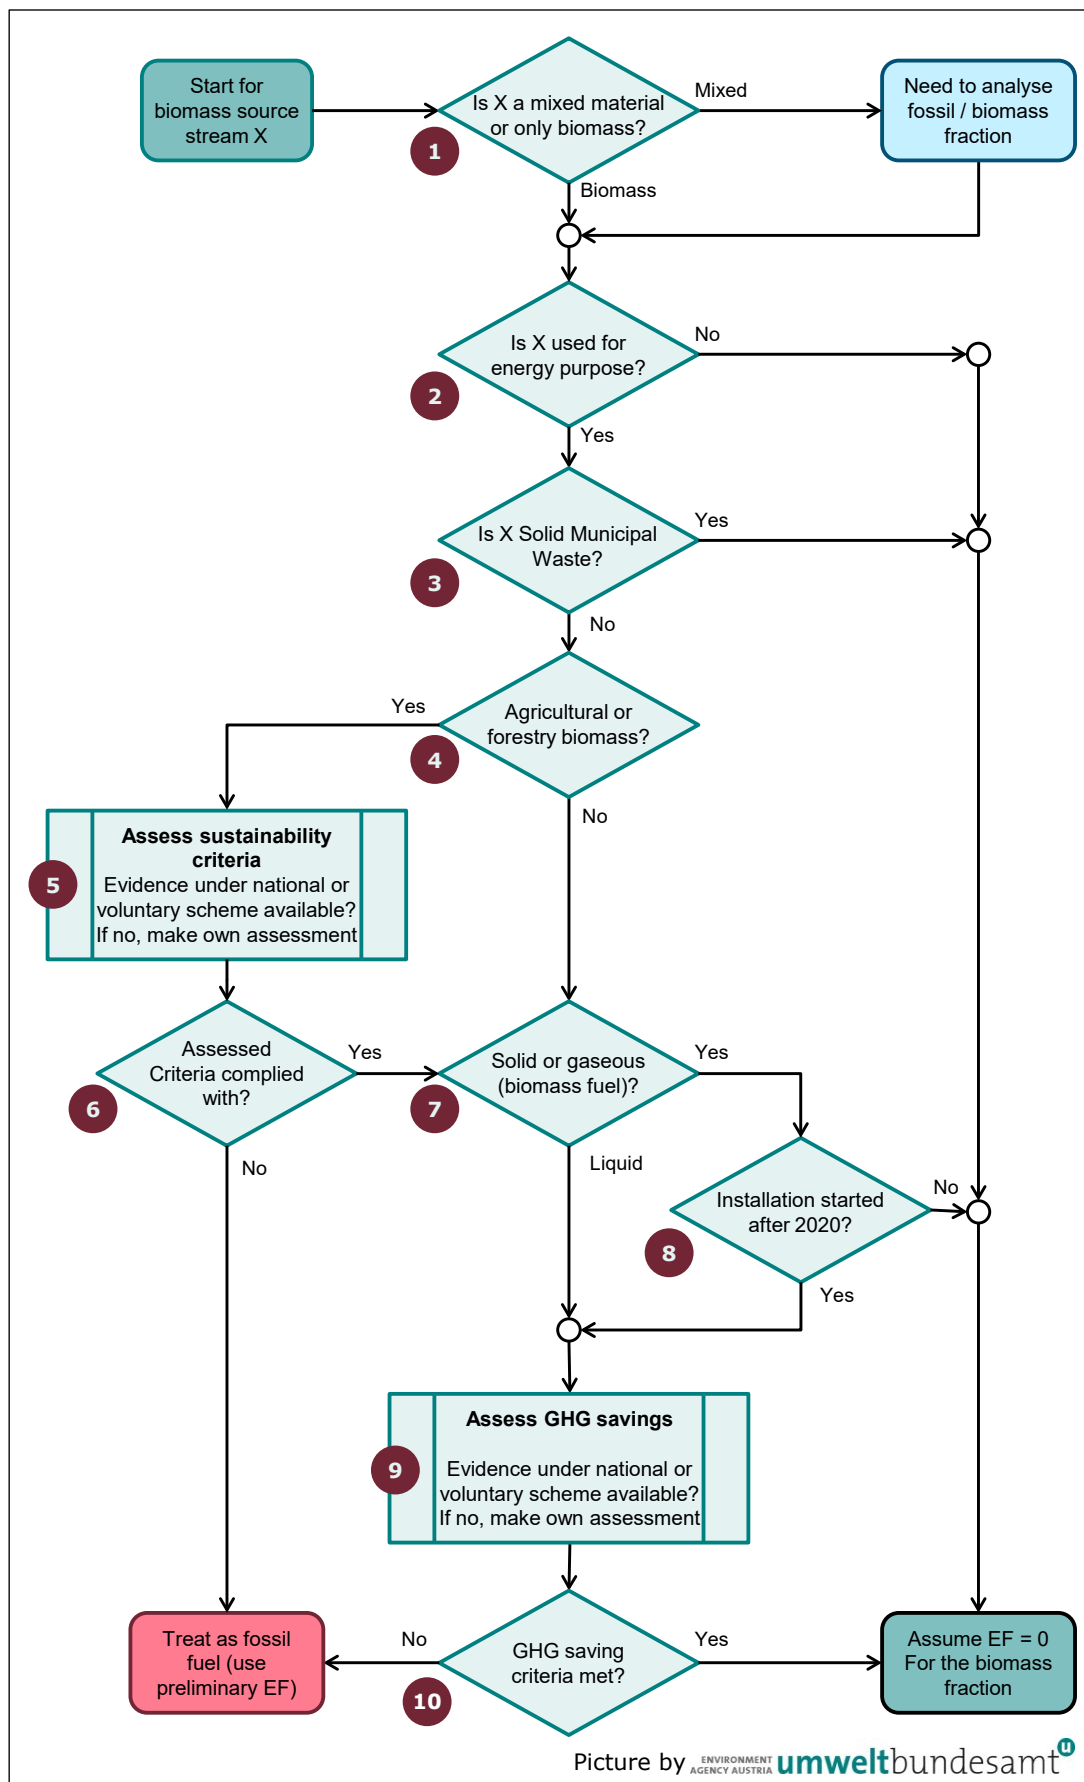 Start for
biomass source
stream X
Is X a mixed material
or only biomass?
Mixed
Need to analyse
fossil / biomass
fraction
1
Biomass
Is X used for
energy purpose?
No
2
Yes
Is X Solid Municipal
Waste?
Yes
3
No
Yes
Agricultural or
forestry biomass?
4
No
Assess sustainability
criteria
Evidence under national or
voluntary scheme available?
If no, make own assessment
5
Assessed
Criteria complied
with?
Yes
6
No
Solid or gaseous
(biomass fuel)?
Yes
7
Liquid
Installation started
after 2020?
No
8
Yes
Assess GHG savings
Evidence under national or
voluntary scheme available?
If no, make own assessment
9
Treat as fossil
fuel (use
preliminary EF)
No
GHG saving
criteria met?
Yes
10
Assume EF = 0
For the biomass
fraction
Picture by ENVIRONMENT AGENCY AUSTRIA umweltbundesamt u